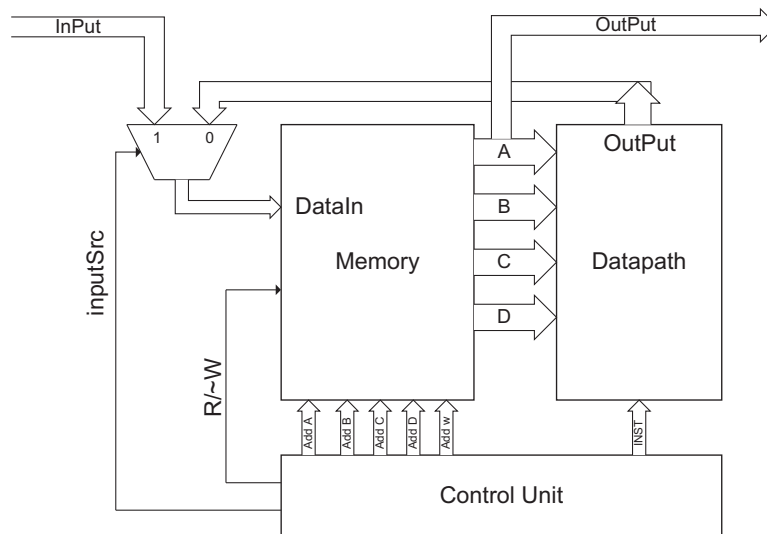 InPut
OutPut
1
0
A
OutPut
DataIn
B
Memory
C
Datapath
D
inputSrc
R/~W
Add A
Add B
Add C
Add D
Add w
INST
Control Unit